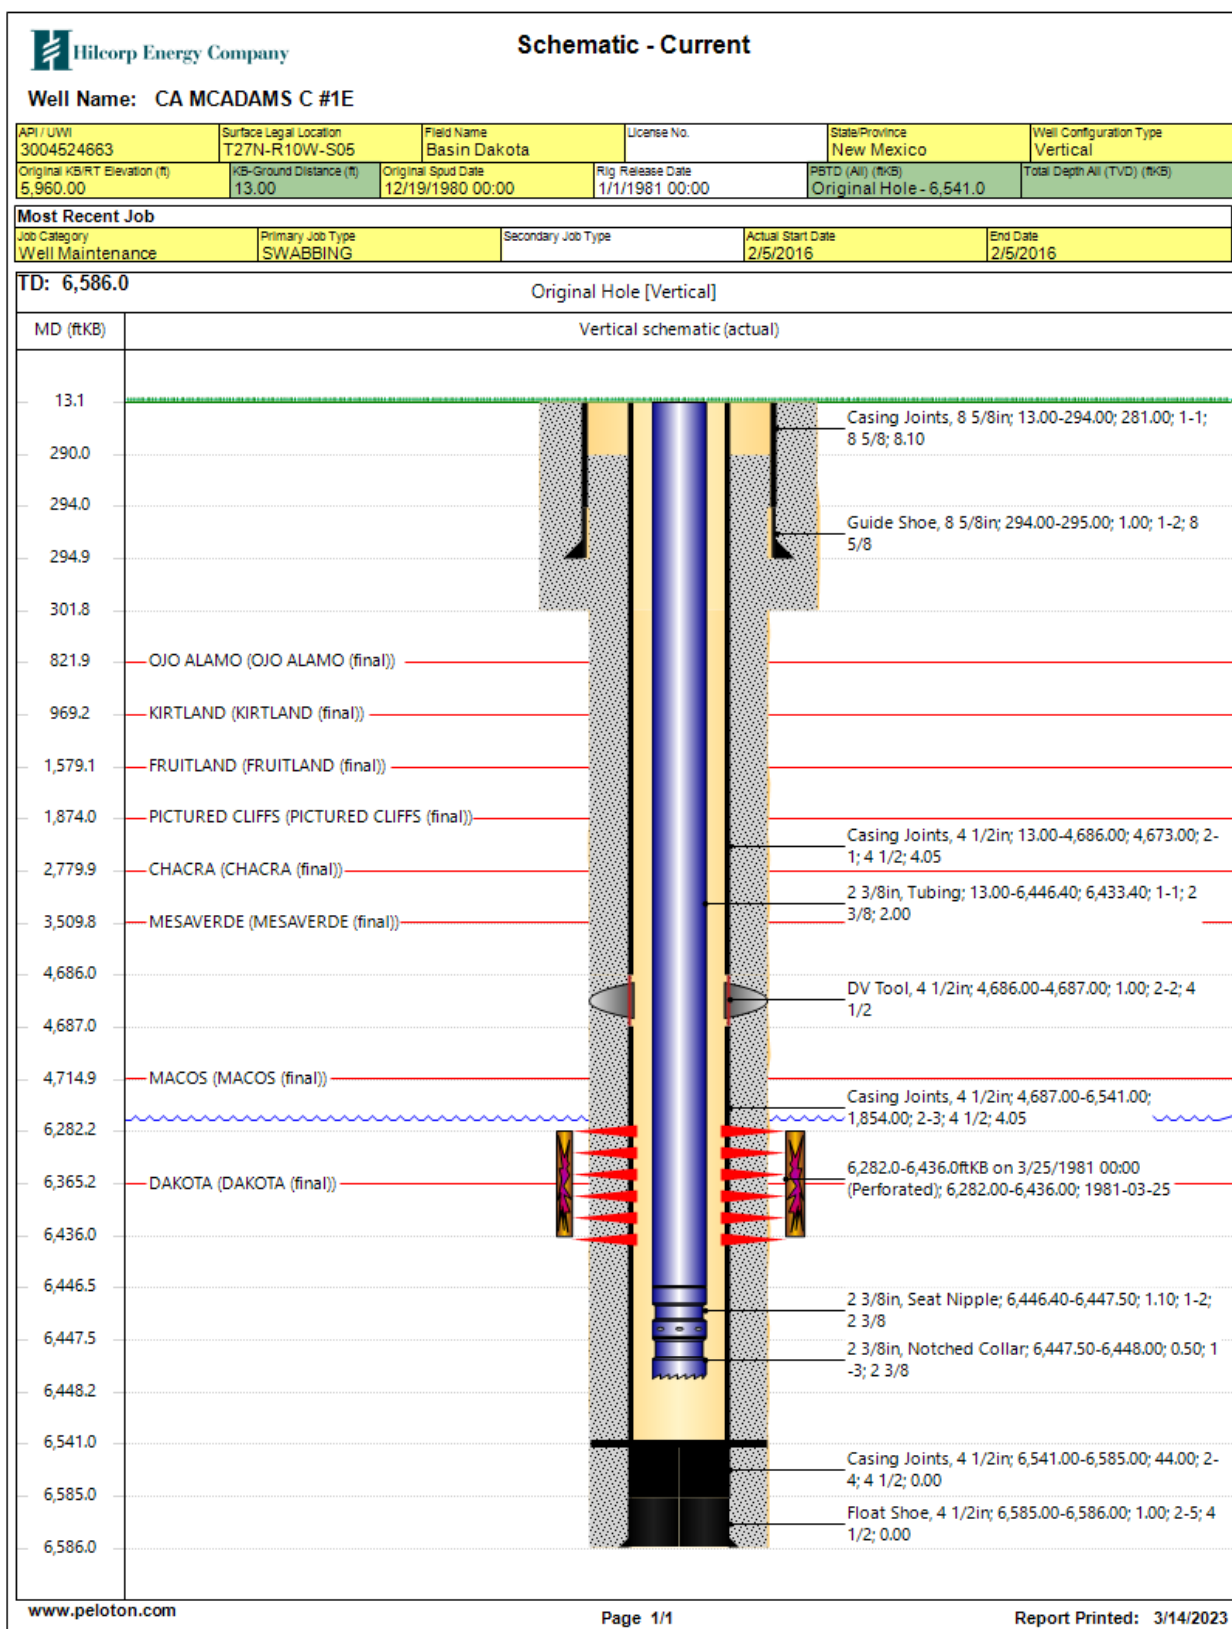 Hilcorp Energy Company
Schematic - Current
Well Name: CA MCADAMS C #1E
API / UWI
3004524663
Surface Legal Location
T27N-R10W-S05
Field Name
Basin Dakota
License No.
State/Province
New Mexico
Well Configuration Type
Vertical
Original KB/RT Elevation (ft)
5,960.00
KB-Ground Distance (ft)
13.00
Original Spud Date
12/19/1980 00:00
Rig Release Date
1/1/1981 00:00
PBTD (All) (ftKB)
Original Hole - 6,541.0
Total Depth All (TVD) (ftKB)
Most Recent Job
Job Category
Well Maintenance
Primary Job Type
SWABBING
Secondary Job Type
Actual Start Date
2/5/2016
End Date
2/5/2016
TD: 6,586.0
Original Hole [Vertical]
MD (ftKB)
Vertical schematic (actual)
13.1
Casing Joints, 8 5/8in; 13.00-294.00; 281.00; 1-1;
8 5/8; 8.10
290.0
294.0
Guide Shoe, 8 5/8in; 294.00-295.00; 1.00; 1-2; 8
5/8
294.9
301.8
821.9
OJO ALAMO (OJO ALAMO (final))
969.2
KIRTLAND (KIRTLAND (final))
1,579.1
FRUITLAND (FRUITLAND (final))
1,874.0
PICTURED CLIFFS (PICTURED CLIFFS (final))
Casing Joints, 4 1/2in; 13.00-4,686.00; 4,673.00; 2-
1; 4 1/2; 4.05
2,779.9
CHACRA (CHACRA (final))
2 3/8in, Tubing; 13.00-6,446.40; 6,433.40; 1-1; 2
3/8; 2.00
3,509.8
MESAVERDE (MESAVERDE (final))
4,686.0
DV Tool, 4 1/2in; 4,686.00-4,687.00; 1.00; 2-2; 4
1/2
4,687.0
4,714.9
MACOS (MACOS (final))
Casing Joints, 4 1/2in; 4,687.00-6,541.00;
1,854.00; 2-3; 4 1/2; 4.05
6,282.2
6,282.0-6,436.0ftKB on 3/25/1981 00:00
(Perforated); 6,282.00-6,436.00; 1981-03-25
6,365.2
DAKOTA (DAKOTA (final))
6,436.0
6,446.5
2 3/8in, Seat Nipple; 6,446.40-6,447.50; 1.10; 1-2;
2 3/8
6,447.5
2 3/8in, Notched Collar; 6,447.50-6,448.00; 0.50; 1
-3; 2 3/8
6,448.2
6,541.0
Casing Joints, 4 1/2in; 6,541.00-6,585.00; 44.00; 2-
4; 4 1/2; 0.00
6,585.0
Float Shoe, 4 1/2in; 6,585.00-6,586.00; 1.00; 2-5; 4
1/2; 0.00
6,586.0
www.peloton.com
Page 1/1
Report Printed: 3/14/2023